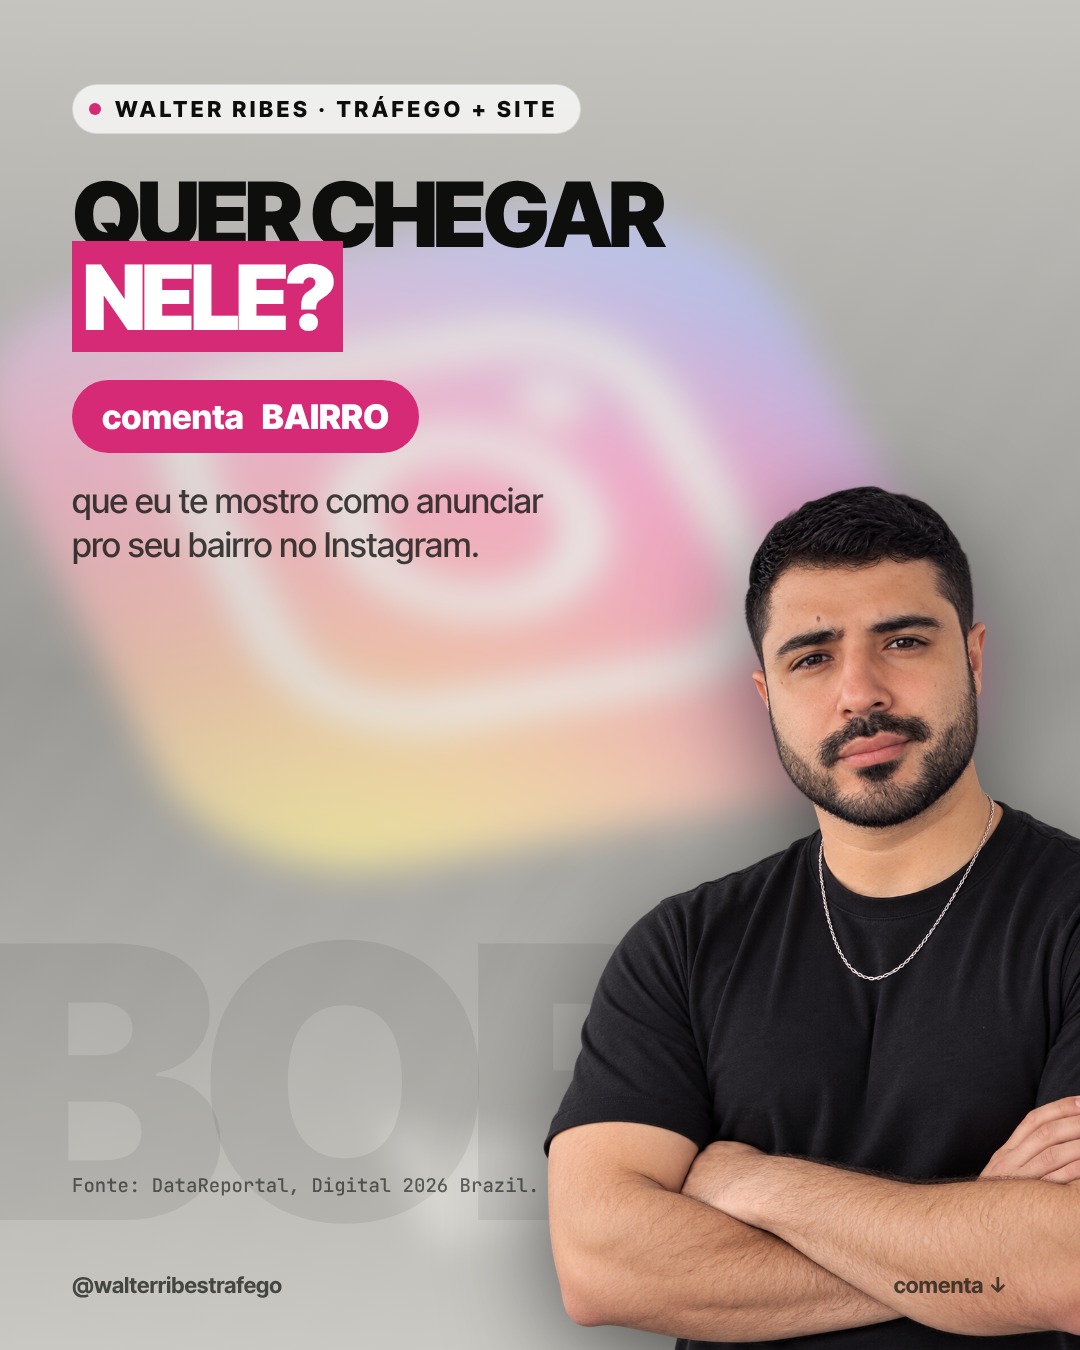 WALTER RIBES · TRÁFEGO + SITE
QUER CHEGAR
NELE?
comenta BAIRRO
que eu te mostro como anunciar
pro seu bairro no Instagram.
BO
Fonte: DataReportal, Digital 2026 Brazil.
@walterribestrafego
comenta ↓